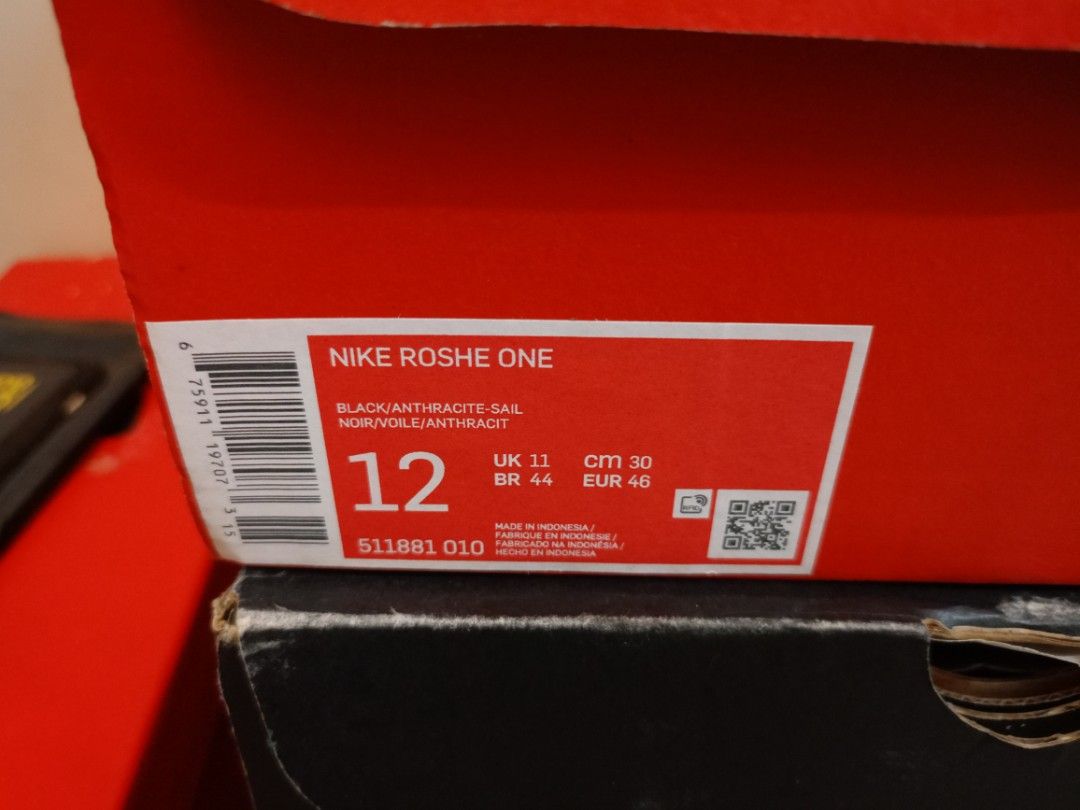 NIKE ROSHE ONE
BLACK/ANTHRACITE-SAIL
NOIR/VOILE/ANTHRACIT
12
UK 11 cm 30
BR 44 EUR 46
RFID
511881 010
MADE IN INDONESIA /
FABRIQUE EN INDONESIE /
FABRICADO NA INDONÉSIA /
HECHO EN INDONESIA
6 75911 19707 3 15